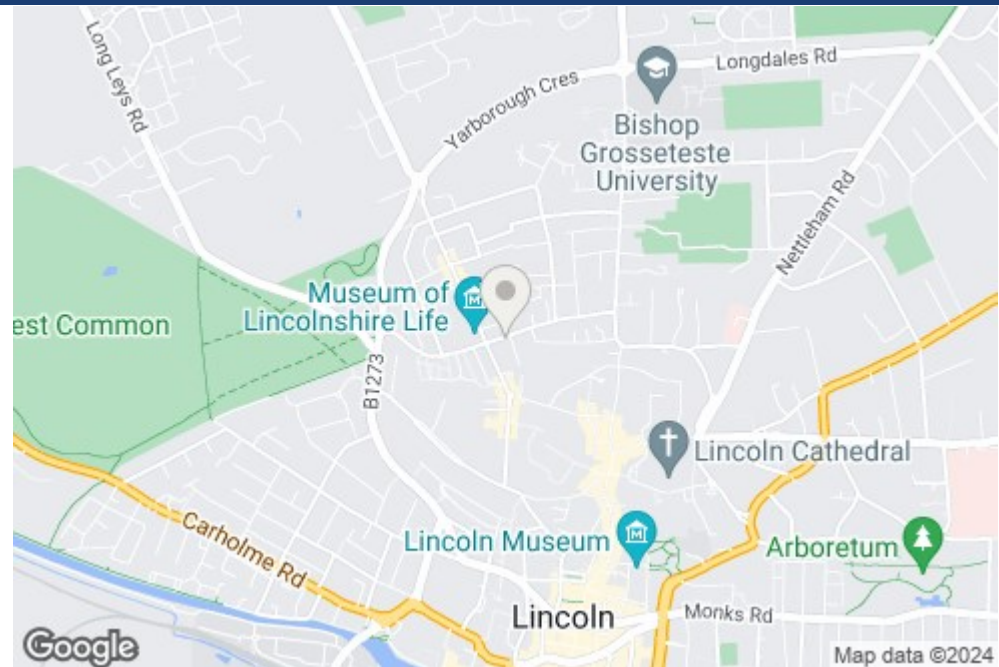 Long Leys Rd
Longdales Rd
Yarborough Cres
Bishop
Grosseteste
University
Nettleham Rd
Museum of
Lincolnshire Life
est Common
B1273
Lincoln Cathedral
Carholme Rd
Lincoln Museum
Arboretum
Lincoln
Monks Rd
Google
Map data ©2024